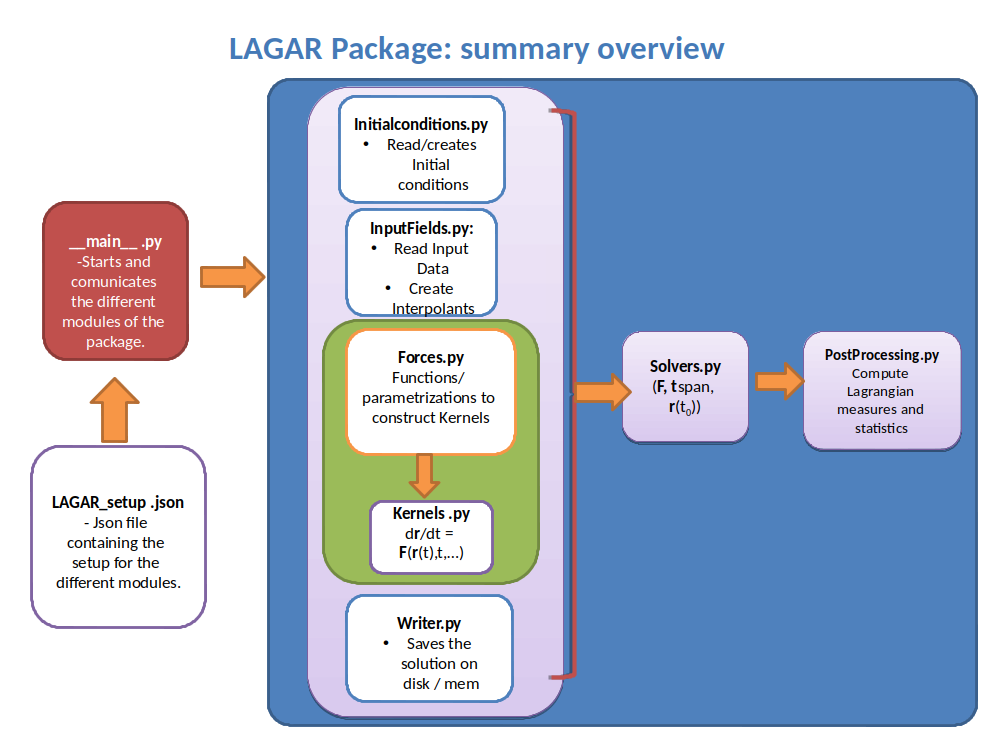 LAGAR Package: summary overview
Initialconditions.py
• Read/creates
Initial
conditions
InputFields.py:
• Read Input
Data
• Create
Interpolants
__main__ .py
-Starts and
comunicates
the different
modules of the
package.
Forces.py
Functions/
parametrizations to
construct Kernels
Kernels .py
dr/dt =
F(r(t),t,...)
Solvers.py
(F, tspan,
r(t₀))
PostProcessing.py
Compute
Lagrangian
measures and
statistics
LAGAR_setup .json
- Json file
containing the
setup for the
different modules.
Writer.py
• Saves the
solution on
disk / mem